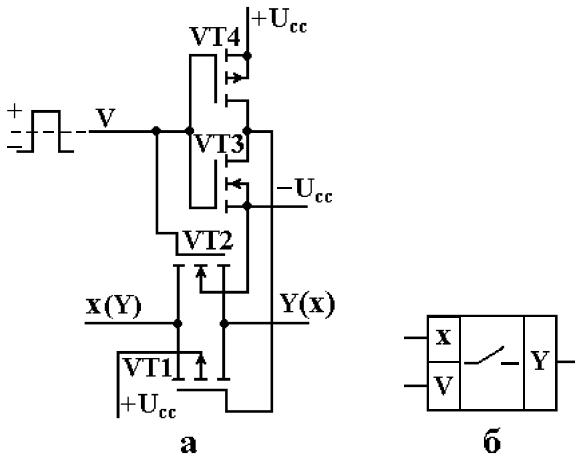 +Ucc
VT4
+
–
V
VT3
–Ucc
VT2
x(Y)
Y(x)
VT1
+Ucc
x
V
Y
а
б